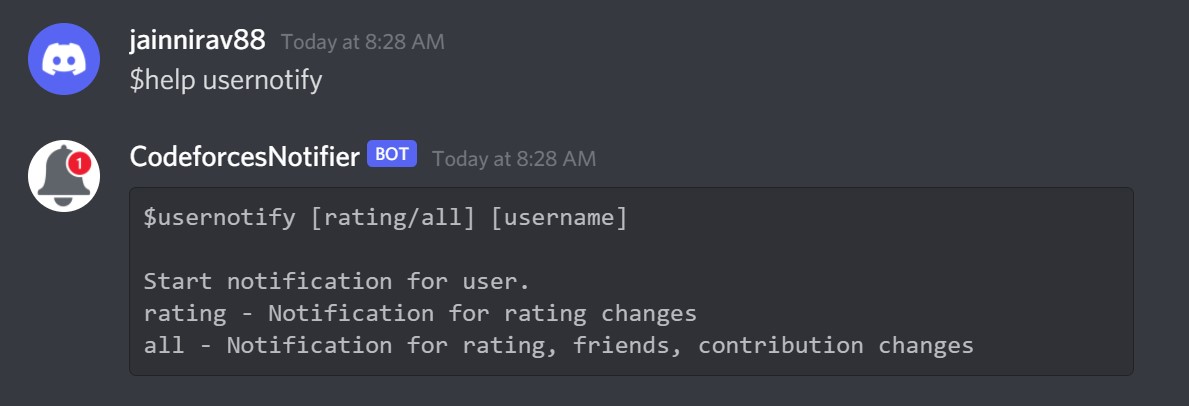 jainnirav88 Today at 8:28 AM
$help usernotify
1
CodeforcesNotifier BOT Today at 8:28 AM
$usernotify [rating/all] [username]
Start notification for user.
rating - Notification for rating changes
all - Notification for rating, friends, contribution changes